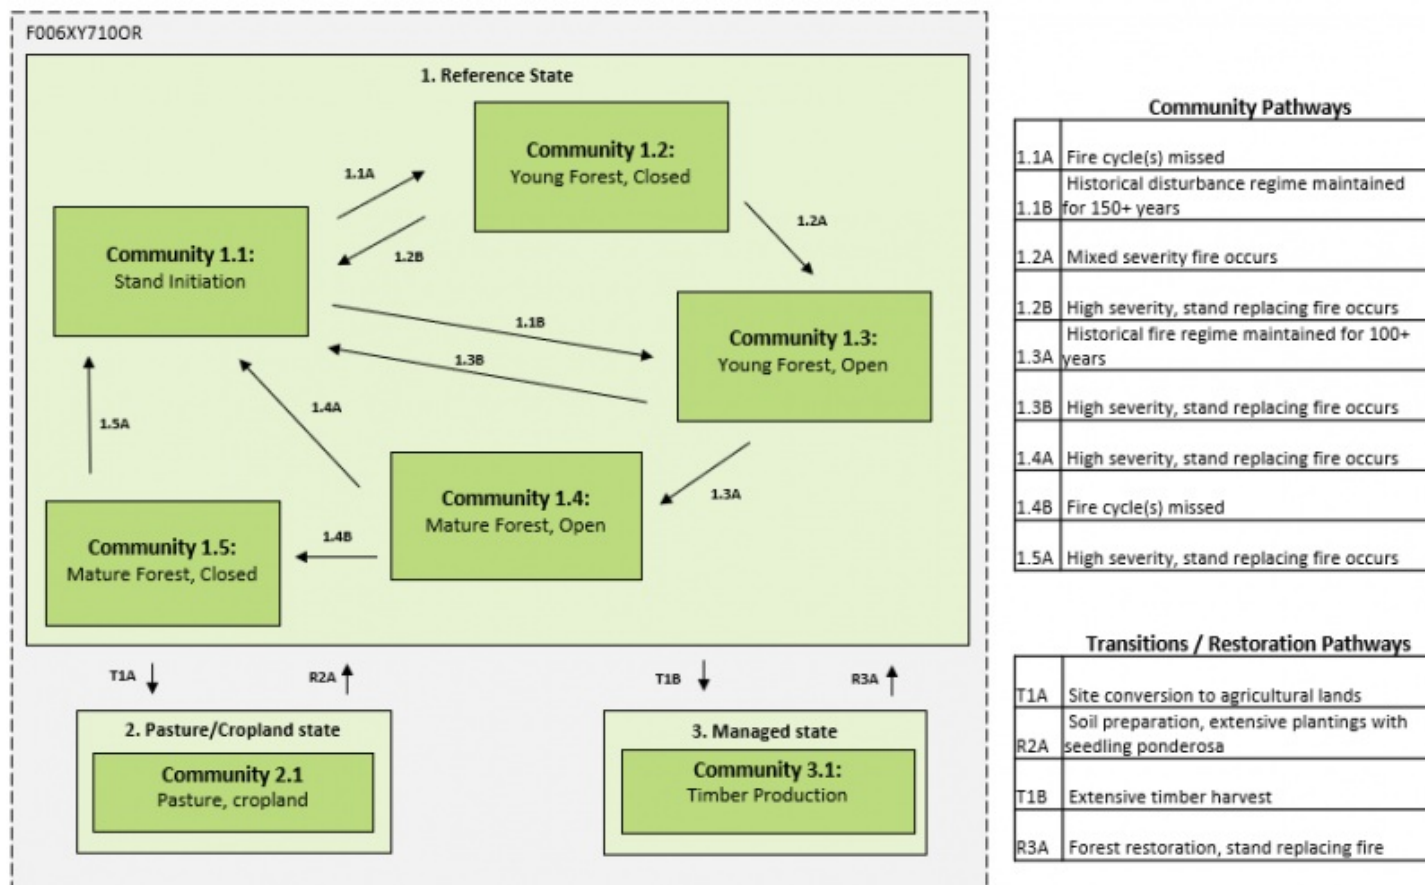 F006XY710OR
1. Reference State
Community 1.2:
Young Forest, Closed
1.1A
1.2B
1.2A
Community 1.1:
Stand Initiation
1.1B
1.3B
Community 1.3:
Young Forest, Open
1.4A
1.5A
1.3A
Community 1.4:
Mature Forest, Open
1.4B
Community 1.5:
Mature Forest, Closed
T1A
R2A
T1B
R3A
2. Pasture/Cropland state
Community 2.1
Pasture, cropland
3. Managed state
Community 3.1:
Timber Production
Community Pathways
1.1A Fire cycle(s) missed
Historical disturbance regime maintained
1.1B for 150+ years
1.2A Mixed severity fire occurs
1.2B High severity, stand replacing fire occurs
Historical fire regime maintained for 100+
1.3A years
1.3B High severity, stand replacing fire occurs
1.4A High severity, stand replacing fire occurs
1.4B Fire cycle(s) missed
1.5A High severity, stand replacing fire occurs
Transitions / Restoration Pathways
T1A Site conversion to agricultural lands
Soil preparation, extensive plantings with
R2A seedling ponderosa
T1B Extensive timber harvest
R3A Forest restoration, stand replacing fire